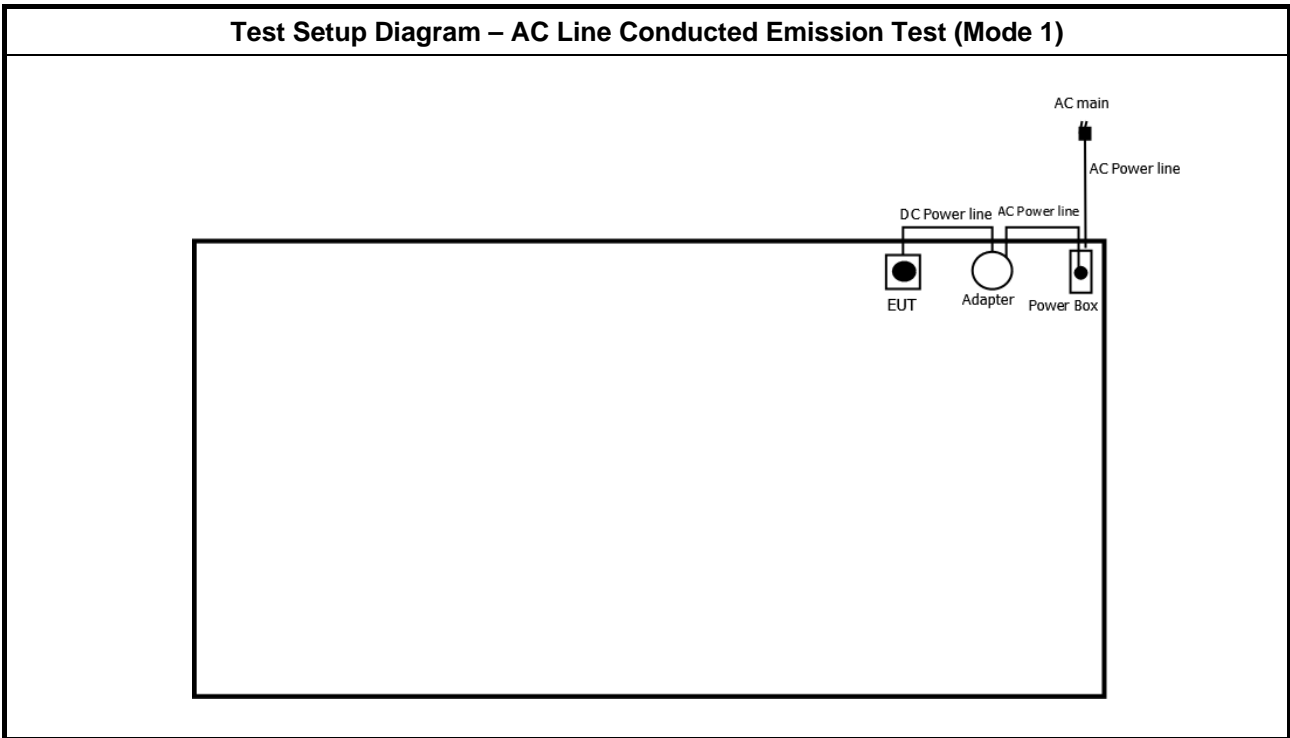 Test Setup Diagram – AC Line Conducted Emission Test (Mode 1)
AC main
AC Power line
DC Power line
AC Power line
EUT
Adapter
Power Box